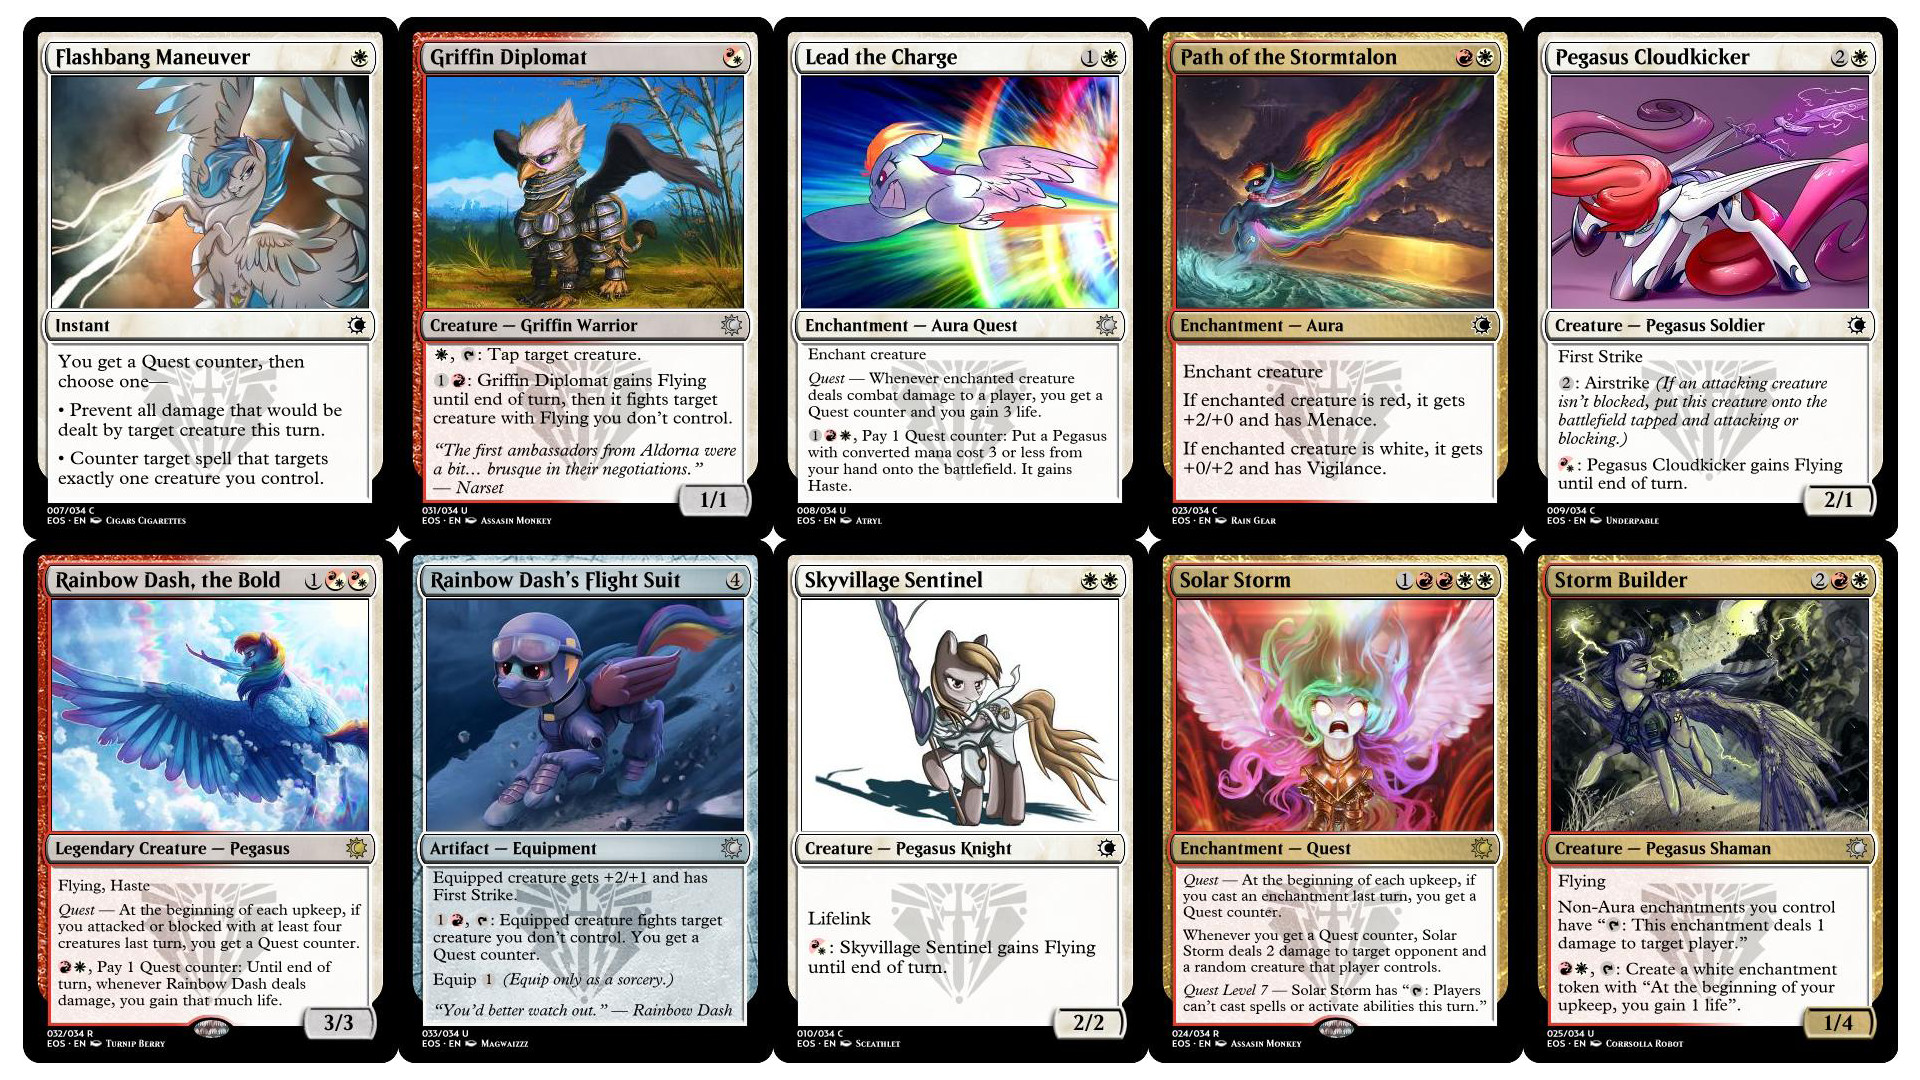 Flashbang Maneuver
Instant
You get a Quest counter, then
choose one—
• Prevent all damage that would be
dealt by target creature this turn.
• Counter target spell that targets
exactly one creature you control.
007/034 C
EOS · EN Cigars Cigarettes
Griffin Diplomat
Creature — Griffin Warrior
, : Tap target creature.
1 : Griffin Diplomat gains Flying
until end of turn, then it fights target
creature with Flying you don't control.
"The first ambassadors from Aldorna were
a bit... brusque in their negotiations."
— Narset
1/1
031/034 U
EOS · EN Assasin Monkey
Lead the Charge
1
Enchantment — Aura Quest
Enchant creature
Quest — Whenever enchanted creature
deals combat damage to a player, you get a
Quest counter and you gain 3 life.
1 , Pay 1 Quest counter: Put a Pegasus
with converted mana cost 3 or less from
your hand onto the battlefield. It gains
Haste.
008/034 U
EOS · EN Atryl
Path of the Stormtalon
Enchantment — Aura
Enchant creature
If enchanted creature is red, it gets
+2/+0 and has Menace.
If enchanted creature is white, it gets
+0/+2 and has Vigilance.
023/034 C
EOS · EN Rain Gear
Pegasus Cloudkicker
2
Creature — Pegasus Soldier
First Strike
2 : Airstrike (If an attacking creature
isn't blocked, put this creature onto the
battlefield tapped and attacking or
blocking.)
: Pegasus Cloudkicker gains Flying
until end of turn.
2/1
009/034 C
EOS · EN Underpable
Rainbow Dash, the Bold
1
Legendary Creature — Pegasus
Flying, Haste
Quest — At the beginning of each upkeep, if
you attacked or blocked with at least four
creatures last turn, you get a Quest counter.
, Pay 1 Quest counter: Until end of
turn, whenever Rainbow Dash deals
damage, you gain that much life.
3/3
032/034 R
EOS · EN Turnip Berry
Rainbow Dash's Flight Suit
4
Artifact — Equipment
Equipped creature gets +2/+1 and has
First Strike.
1 , : Equipped creature fights target
creature you don't control. You get a
Quest counter.
Equip 1 (Equip only as a sorcery.)
"You'd better watch out." — Rainbow Dash
033/034 U
EOS · EN Magwaizzz
Skyvillage Sentinel
Creature — Pegasus Knight
Lifelink
: Skyvillage Sentinel gains Flying
until end of turn.
2/2
010/034 C
EOS · EN Sceathlet
Solar Storm
1
Enchantment — Quest
Quest — At the beginning of each upkeep, if
you cast an enchantment last turn, you get a
Quest counter.
Whenever you get a Quest counter, Solar
Storm deals 2 damage to target opponent and
a random creature that player controls.
Quest Level 7 — Solar Storm has " : Players
can't cast spells or activate abilities this turn."
024/034 R
EOS · EN Assasin Monkey
Storm Builder
2
Creature — Pegasus Shaman
Flying
Non-Aura enchantments you control
have " : This enchantment deals 1
damage to target player."
, : Create a white enchantment
token with "At the beginning of your
upkeep, you gain 1 life".
1/4
025/034 U
EOS · EN Corrsolla Robot